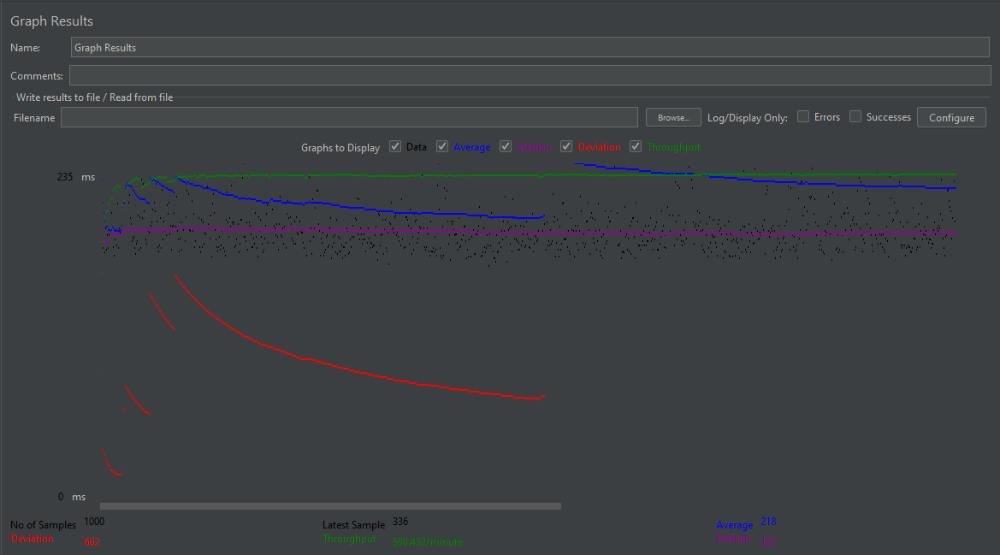 Graph Results
Name: Graph Results
Comments:
Write results to file / Read from file
Filename Browse... Log/Display Only: Errors Successes Configure
Graphs to Display Data Average Median Deviation Throughput
235 ms
0 ms
No of Samples 1000 Latest Sample 336 Average 218
Deviation 662 Throughput 598.432/minute Median